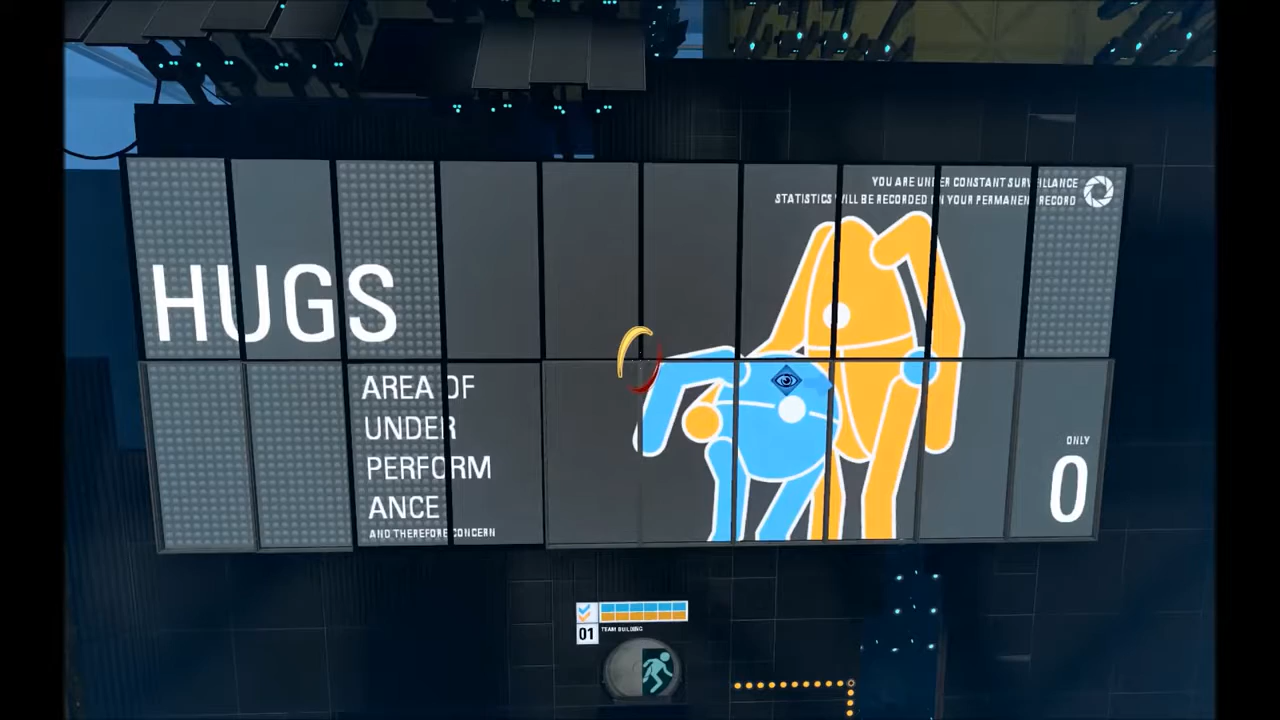 YOU ARE UNDER CONSTANT SURVEILLANCE
STATISTICS WILL BE RECORDED ON YOUR PERMANENT RECORD
HUGS
AREA OF
UNDER
PERFORM
ANCE
AND THEREFORE CONCERN
ONLY
0
01
TEAM BUILDING